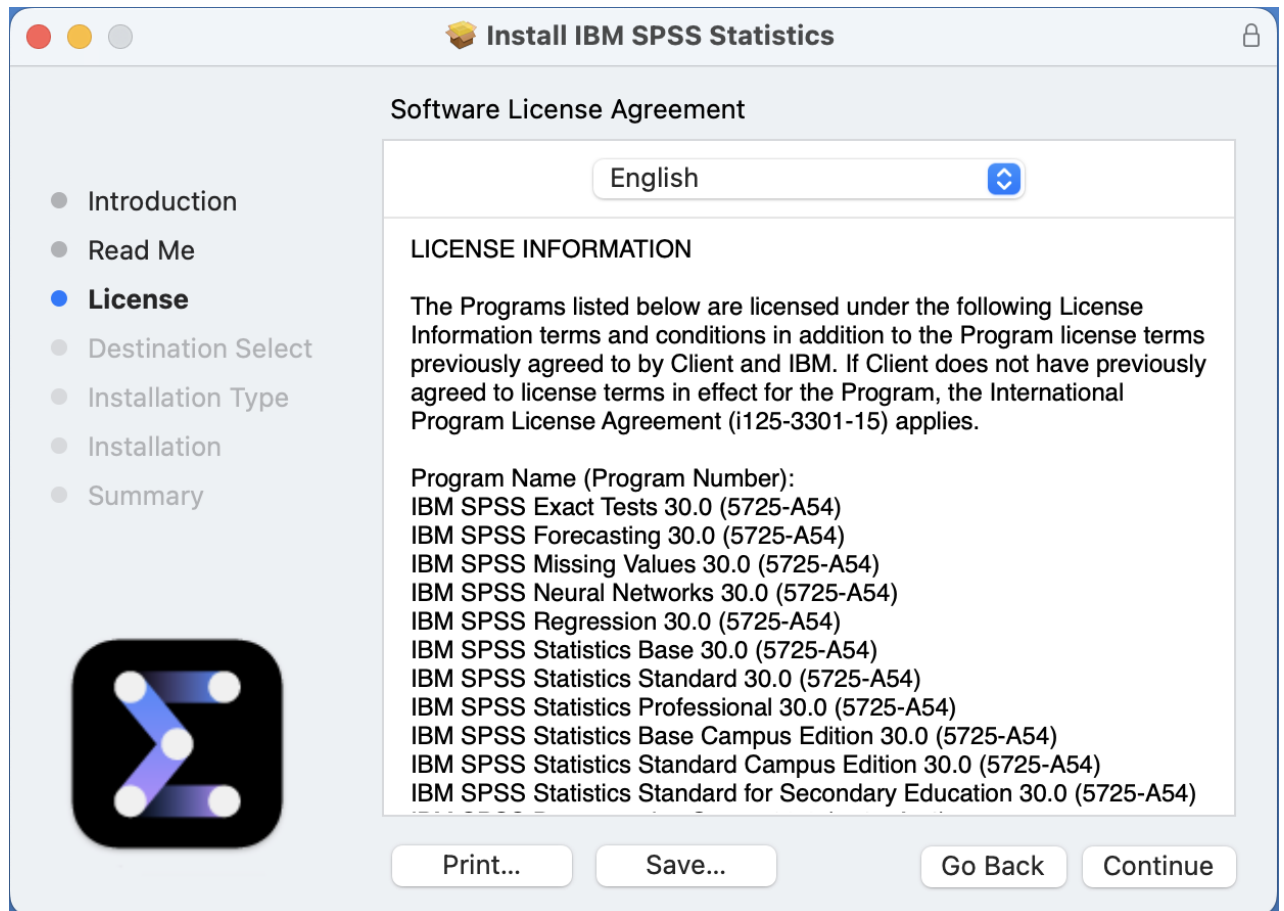 Install IBM SPSS Statistics
Introduction
Read Me
License
Destination Select
Installation Type
Installation
Summary
Software License Agreement
English
LICENSE INFORMATION
The Programs listed below are licensed under the following License
Information terms and conditions in addition to the Program license terms
previously agreed to by Client and IBM. If Client does not have previously
agreed to license terms in effect for the Program, the International
Program License Agreement (i125-3301-15) applies.
Program Name (Program Number):
IBM SPSS Exact Tests 30.0 (5725-A54)
IBM SPSS Forecasting 30.0 (5725-A54)
IBM SPSS Missing Values 30.0 (5725-A54)
IBM SPSS Neural Networks 30.0 (5725-A54)
IBM SPSS Regression 30.0 (5725-A54)
IBM SPSS Statistics Base 30.0 (5725-A54)
IBM SPSS Statistics Standard 30.0 (5725-A54)
IBM SPSS Statistics Professional 30.0 (5725-A54)
IBM SPSS Statistics Base Campus Edition 30.0 (5725-A54)
IBM SPSS Statistics Standard Campus Edition 30.0 (5725-A54)
IBM SPSS Statistics Standard for Secondary Education 30.0 (5725-A54)
Print...
Save...
Go Back
Continue